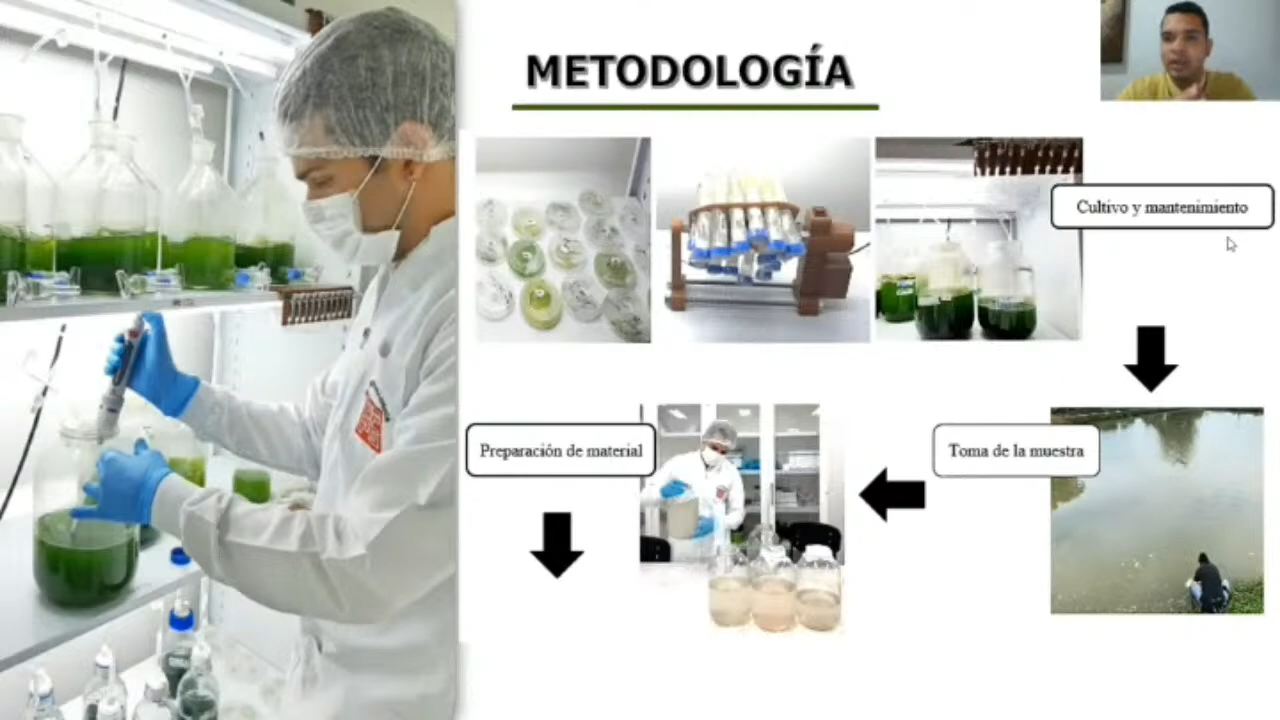 METODOLOGÍA
Cultivo y mantenimiento
Toma de la muestra
Preparación de material